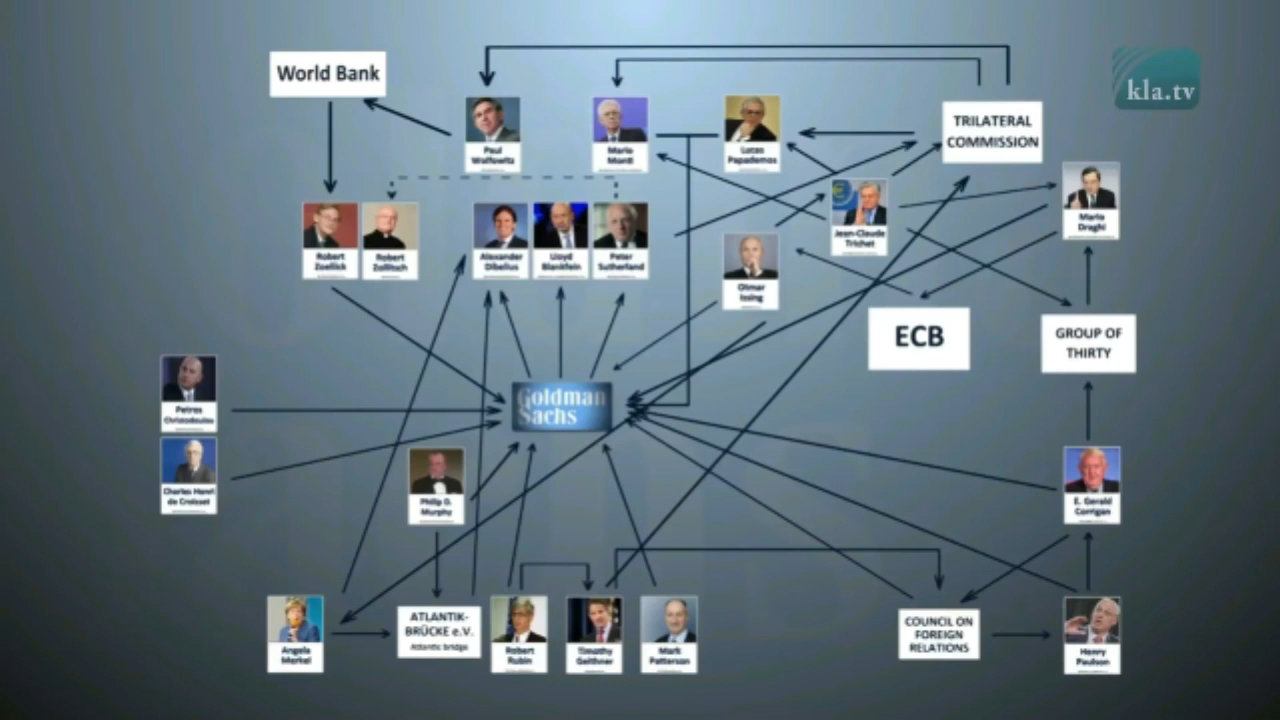 World Bank
kla.tv
TRILATERAL
COMMISSION
Paul
Wolfowitz
Mario
Monti
Lucas
Papademos
Mario
Draghi
Jean-Claude
Trichet
Robert
Zoellick
Robert
Zollitsch
Alexander
Dibelius
Lloyd
Blankfein
Peter
Sutherland
Otmar
Issing
ECB
GROUP OF
THIRTY
Goldman
Sachs
Petros
Christodoulou
Charles Henri
de Croisset
Philip D.
Murphy
E. Gerald
Corrigan
Angela
Merkel
ATLANTIK-
BRÜCKE e.V.
Atlantic bridge
Robert
Rubin
Timothy
Geithner
Mark
Patterson
COUNCIL ON
FOREIGN
RELATIONS
Henry
Paulson